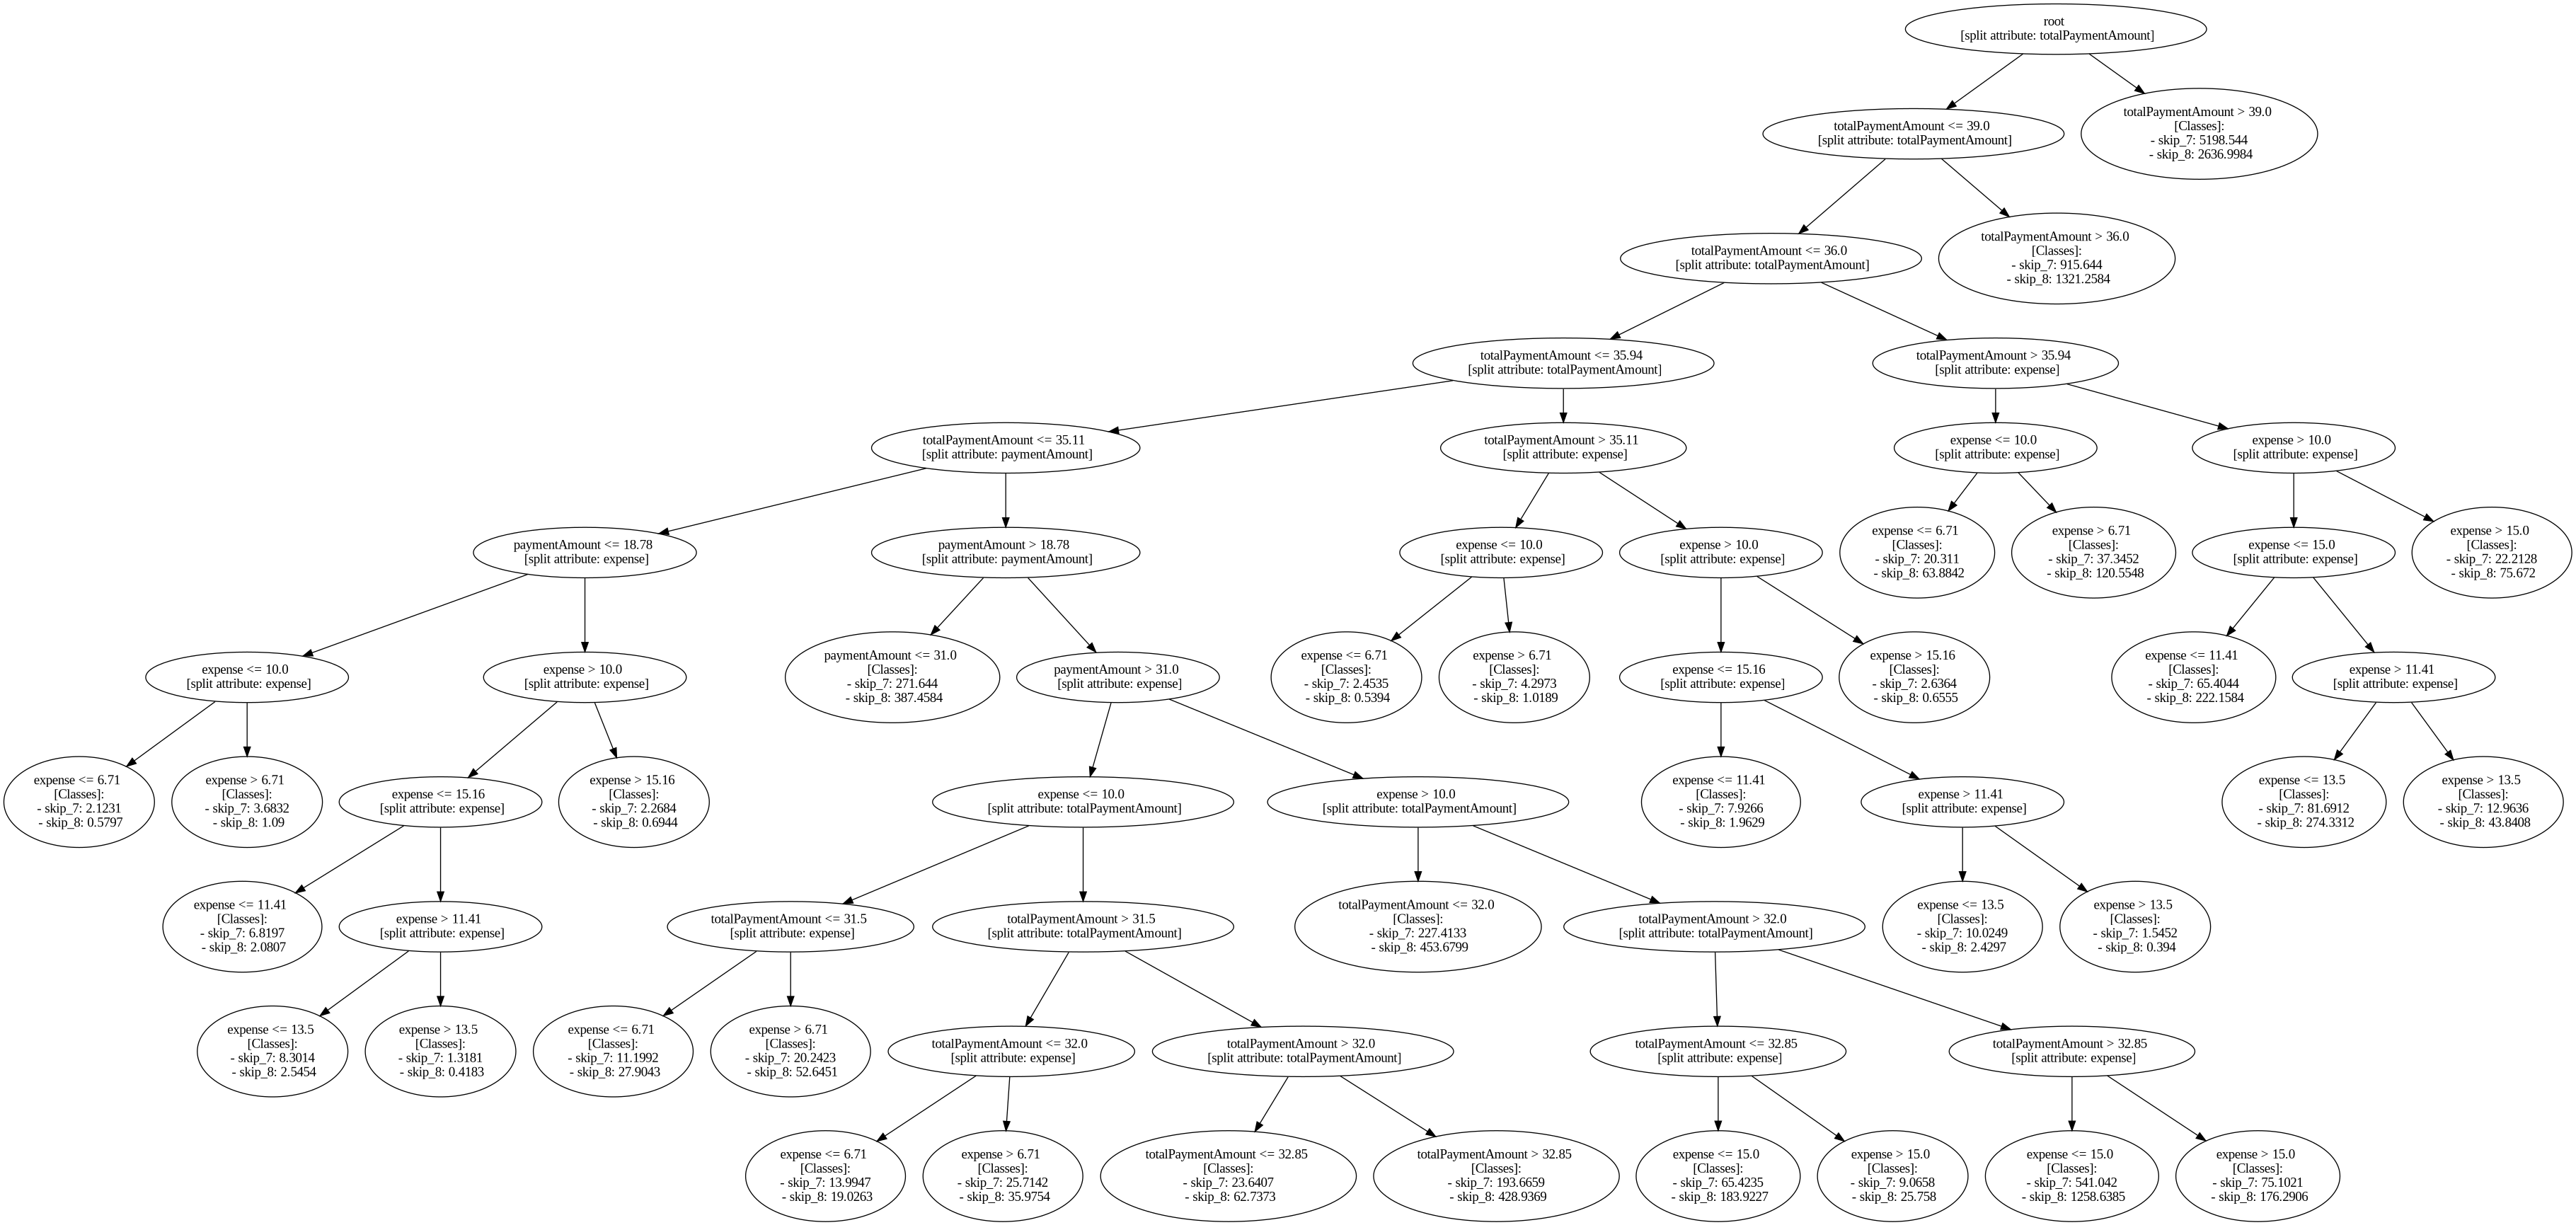 root
[split attribute: totalPaymentAmount]
totalPaymentAmount <= 39.0
[split attribute: totalPaymentAmount]
totalPaymentAmount > 39.0
[Classes]:
- skip_7: 5198.544
- skip_8: 2636.9984
totalPaymentAmount <= 36.0
[split attribute: totalPaymentAmount]
totalPaymentAmount > 36.0
[Classes]:
- skip_7: 915.644
- skip_8: 1321.2584
totalPaymentAmount <= 35.94
[split attribute: totalPaymentAmount]
totalPaymentAmount > 35.94
[split attribute: expense]
totalPaymentAmount <= 35.11
[split attribute: paymentAmount]
totalPaymentAmount > 35.11
[split attribute: expense]
expense <= 10.0
[split attribute: expense]
expense > 10.0
[split attribute: expense]
paymentAmount <= 18.78
[split attribute: expense]
paymentAmount > 18.78
[split attribute: paymentAmount]
expense <= 10.0
[split attribute: expense]
expense > 10.0
[split attribute: expense]
expense <= 6.71
[Classes]:
- skip_7: 20.311
- skip_8: 63.8842
expense > 6.71
[Classes]:
- skip_7: 37.3452
- skip_8: 120.5548
expense <= 15.0
[split attribute: expense]
expense > 15.0
[Classes]:
- skip_7: 22.2128
- skip_8: 75.672
expense <= 10.0
[split attribute: expense]
expense > 10.0
[split attribute: expense]
paymentAmount <= 31.0
[Classes]:
- skip_7: 271.644
- skip_8: 387.4584
paymentAmount > 31.0
[split attribute: expense]
expense <= 6.71
[Classes]:
- skip_7: 2.4535
- skip_8: 0.5394
expense > 6.71
[Classes]:
- skip_7: 4.2973
- skip_8: 1.0189
expense <= 15.16
[split attribute: expense]
expense > 15.16
[Classes]:
- skip_7: 2.6364
- skip_8: 0.6555
expense <= 11.41
[Classes]:
- skip_7: 65.4044
- skip_8: 222.1584
expense > 11.41
[split attribute: expense]
expense <= 6.71
[Classes]:
- skip_7: 2.1231
- skip_8: 0.5797
expense > 6.71
[Classes]:
- skip_7: 3.6832
- skip_8: 1.09
expense <= 15.16
[split attribute: expense]
expense > 15.16
[Classes]:
- skip_7: 2.2684
- skip_8: 0.6944
expense <= 10.0
[split attribute: totalPaymentAmount]
expense > 10.0
[split attribute: totalPaymentAmount]
expense <= 11.41
[Classes]:
- skip_7: 7.9266
- skip_8: 1.9629
expense > 11.41
[split attribute: expense]
expense <= 13.5
[Classes]:
- skip_7: 81.6912
- skip_8: 274.3312
expense > 13.5
[Classes]:
- skip_7: 12.9636
- skip_8: 43.8408
expense <= 11.41
[Classes]:
- skip_7: 6.8197
- skip_8: 2.0807
expense > 11.41
[split attribute: expense]
totalPaymentAmount <= 31.5
[split attribute: expense]
totalPaymentAmount > 31.5
[split attribute: totalPaymentAmount]
totalPaymentAmount <= 32.0
[Classes]:
- skip_7: 227.4133
- skip_8: 453.6799
totalPaymentAmount > 32.0
[split attribute: totalPaymentAmount]
expense <= 13.5
[Classes]:
- skip_7: 10.0249
- skip_8: 2.4297
expense > 13.5
[Classes]:
- skip_7: 1.5452
- skip_8: 0.394
expense <= 13.5
[Classes]:
- skip_7: 8.3014
- skip_8: 2.5454
expense > 13.5
[Classes]:
- skip_7: 1.3181
- skip_8: 0.4183
expense <= 6.71
[Classes]:
- skip_7: 11.1992
- skip_8: 27.9043
expense > 6.71
[Classes]:
- skip_7: 20.2423
- skip_8: 52.6451
totalPaymentAmount <= 32.0
[split attribute: expense]
totalPaymentAmount > 32.0
[split attribute: totalPaymentAmount]
totalPaymentAmount <= 32.85
[split attribute: expense]
totalPaymentAmount > 32.85
[split attribute: expense]
expense <= 6.71
[Classes]:
- skip_7: 13.9947
- skip_8: 19.0263
expense > 6.71
[Classes]:
- skip_7: 25.7142
- skip_8: 35.9754
totalPaymentAmount <= 32.85
[Classes]:
- skip_7: 23.6407
- skip_8: 62.7373
totalPaymentAmount > 32.85
[Classes]:
- skip_7: 193.6659
- skip_8: 428.9369
expense <= 15.0
[Classes]:
- skip_7: 65.4235
- skip_8: 183.9227
expense > 15.0
[Classes]:
- skip_7: 9.0658
- skip_8: 25.758
expense <= 15.0
[Classes]:
- skip_7: 541.042
- skip_8: 1258.6385
expense > 15.0
[Classes]:
- skip_7: 75.1021
- skip_8: 176.2906